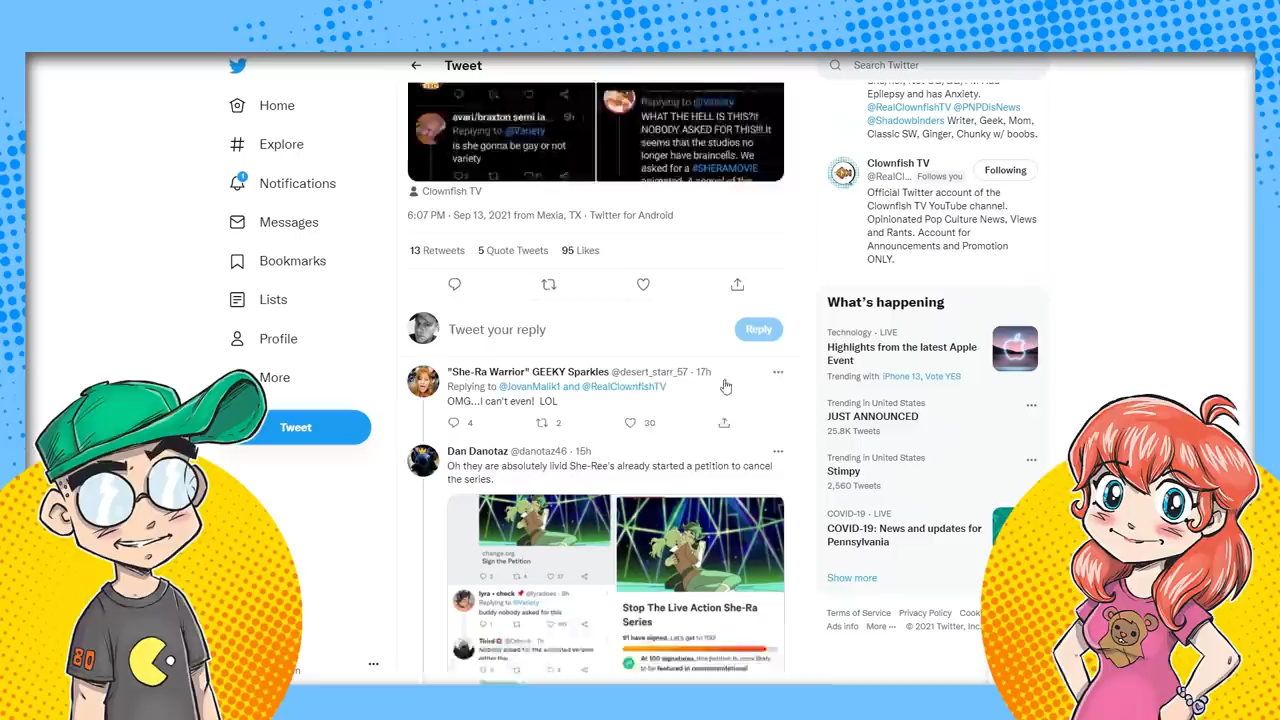 Home
Explore
Notifications
1
Messages
Bookmarks
Lists
Profile
More
Tweet
80
Tweet
avari/braxton semi ia
Replying to @Variety
is she gonna be gay or not
variety
Replying to @Variety
WHAT THE HELL IS THIS?!!
NOBODY ASKED FOR THIS!!!.It
seems that the studios no
longer have braincells. We
asked for a #SHERAMOVIE
Clownfish TV
6:07 PM · Sep 13, 2021 from Mexia, TX · Twitter for Android
13 Retweets 5 Quote Tweets 95 Likes
Tweet your reply
Reply
"She-Ra Warrior" GEEKY Sparkles @desert_starr_57 · 17h
Replying to @JovanMalik1 and @RealClownfishTV
OMG...I can't even! LOL
4 2 30
Dan Danotaz @danotaz46 · 15h
Oh they are absolutely livid She-Ree's already started a petition to cancel
the series.
change.org
Sign the Petition
lyra • check @lyradoes · 8h
Replying to @Variety
buddy nobody asked for this
Stop The Live Action She-Ra
Series
Search Twitter
Epilepsy and has Anxiety.
@RealClownfishTV @PNPDisNews
@Shadowbinders Writer, Geek, Mom,
Classic SW, Ginger, Chunky w/ boobs.
Clownfish TV
@RealCl... Follows you
Following
Official Twitter account of the
Clownfish TV YouTube channel.
Opinionated Pop Culture News, Views
and Rants. Account for
Announcements and Promotion
ONLY.
What's happening
Technology · LIVE
Highlights from the latest Apple
Event
Trending with iPhone 13, Vote YES
Trending in United States
JUST ANNOUNCED
25.8K Tweets
Trending in United States
Stimpy
2,560 Tweets
COVID-19 · LIVE
COVID-19: News and updates for
Pennsylvania
Show more
Terms of Service Privacy Policy Cook
Ad info More ··· © 2021 Twitter, Inc.